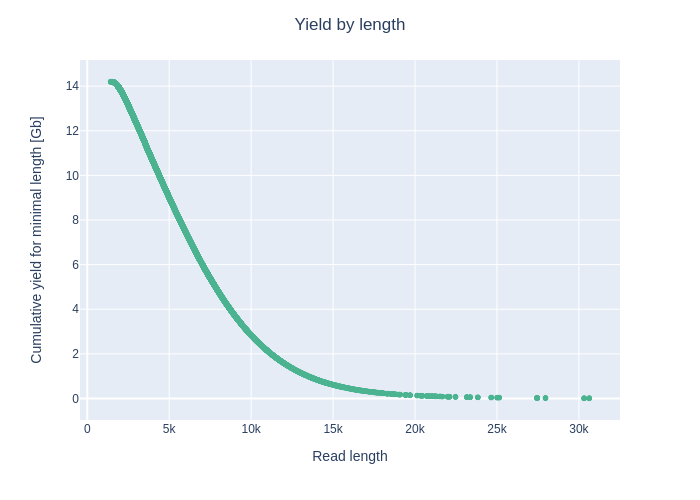 Yield by length
Cumulative yield for minimal length [Gb]
14
12
10
8
6
4
2
0
0 5k 10k 15k 20k 25k 30k
Read length